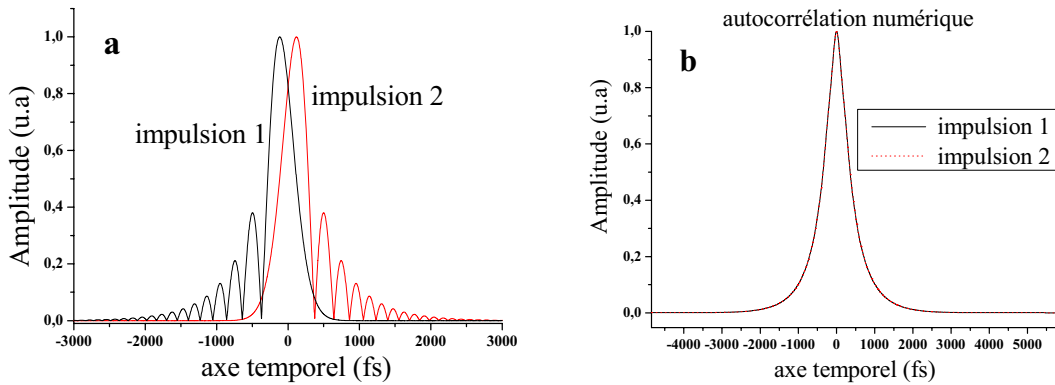 a
impulsion 1
impulsion 2
Amplitude (u.a)
1,0
0,8
0,6
0,4
0,2
0,0
-3000 -2000 -1000 0 1000 2000 3000
axe temporel (fs)
autocorrélation numérique
b
impulsion 1
impulsion 2
Amplitude (u.a)
1,0
0,8
0,6
0,4
0,2
0,0
-4000 -3000 -2000 -1000 0 1000 2000 3000 4000 5000
axe temporel (fs)